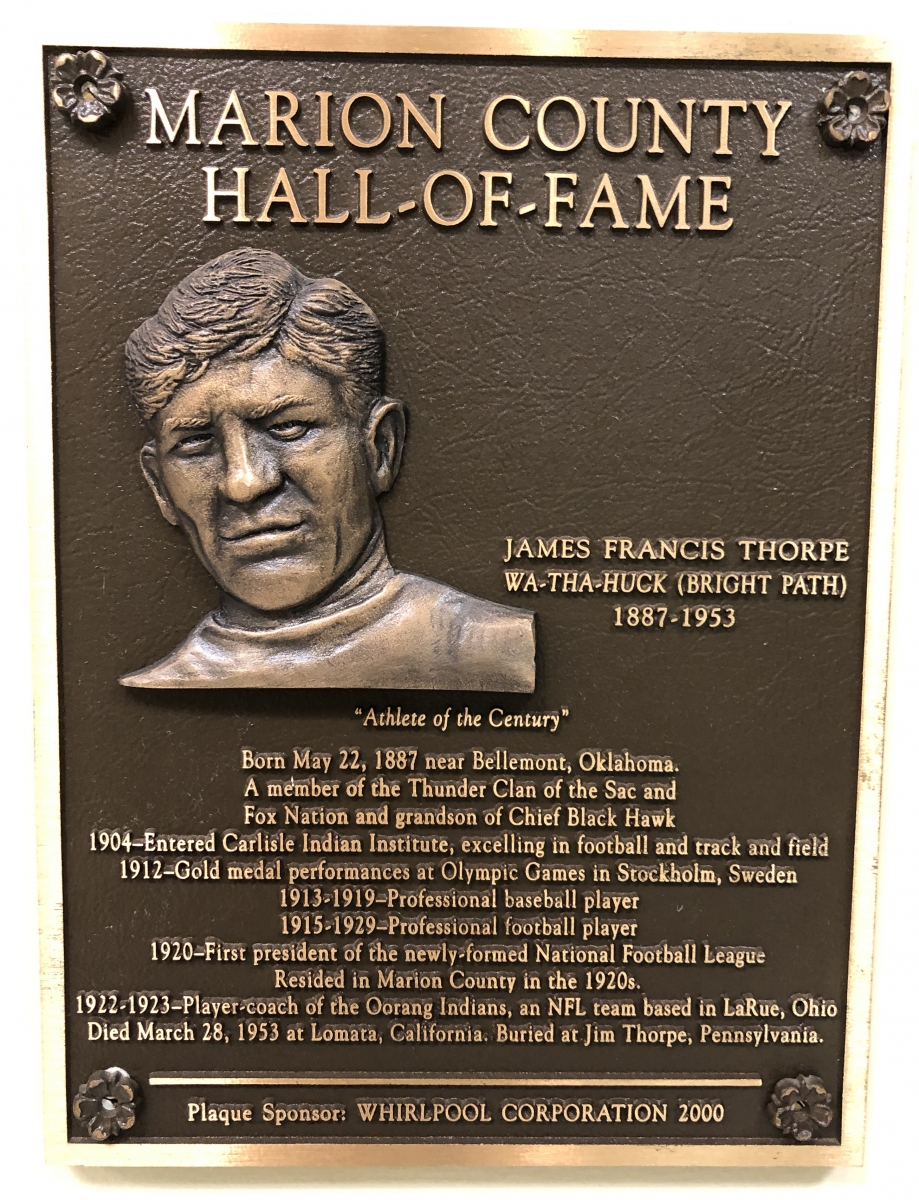 MARION COUNTY
HALL-OF-FAME
JAMES FRANCIS THORPE
WA-THA-HUCK (BRIGHT PATH)
1887-1953
"Athlete of the Century"
Born May 22, 1887 near Bellemont, Oklahoma.
A member of the Thunder Clan of the Sac and
Fox Nation and grandson of Chief Black Hawk
1904–Entered Carlisle Indian Institute, excelling in football and track and field
1912–Gold medal performances at Olympic Games in Stockholm, Sweden
1913-1919–Professional baseball player
1915-1929–Professional football player
1920–First president of the newly-formed National Football League
Resided in Marion County in the 1920s.
1922-1923–Player-coach of the Oorang Indians, an NFL team based in LaRue, Ohio
Died March 28, 1953 at Lomata, California. Buried at Jim Thorpe, Pennsylvania.
Plaque Sponsor: WHIRLPOOL CORPORATION 2000